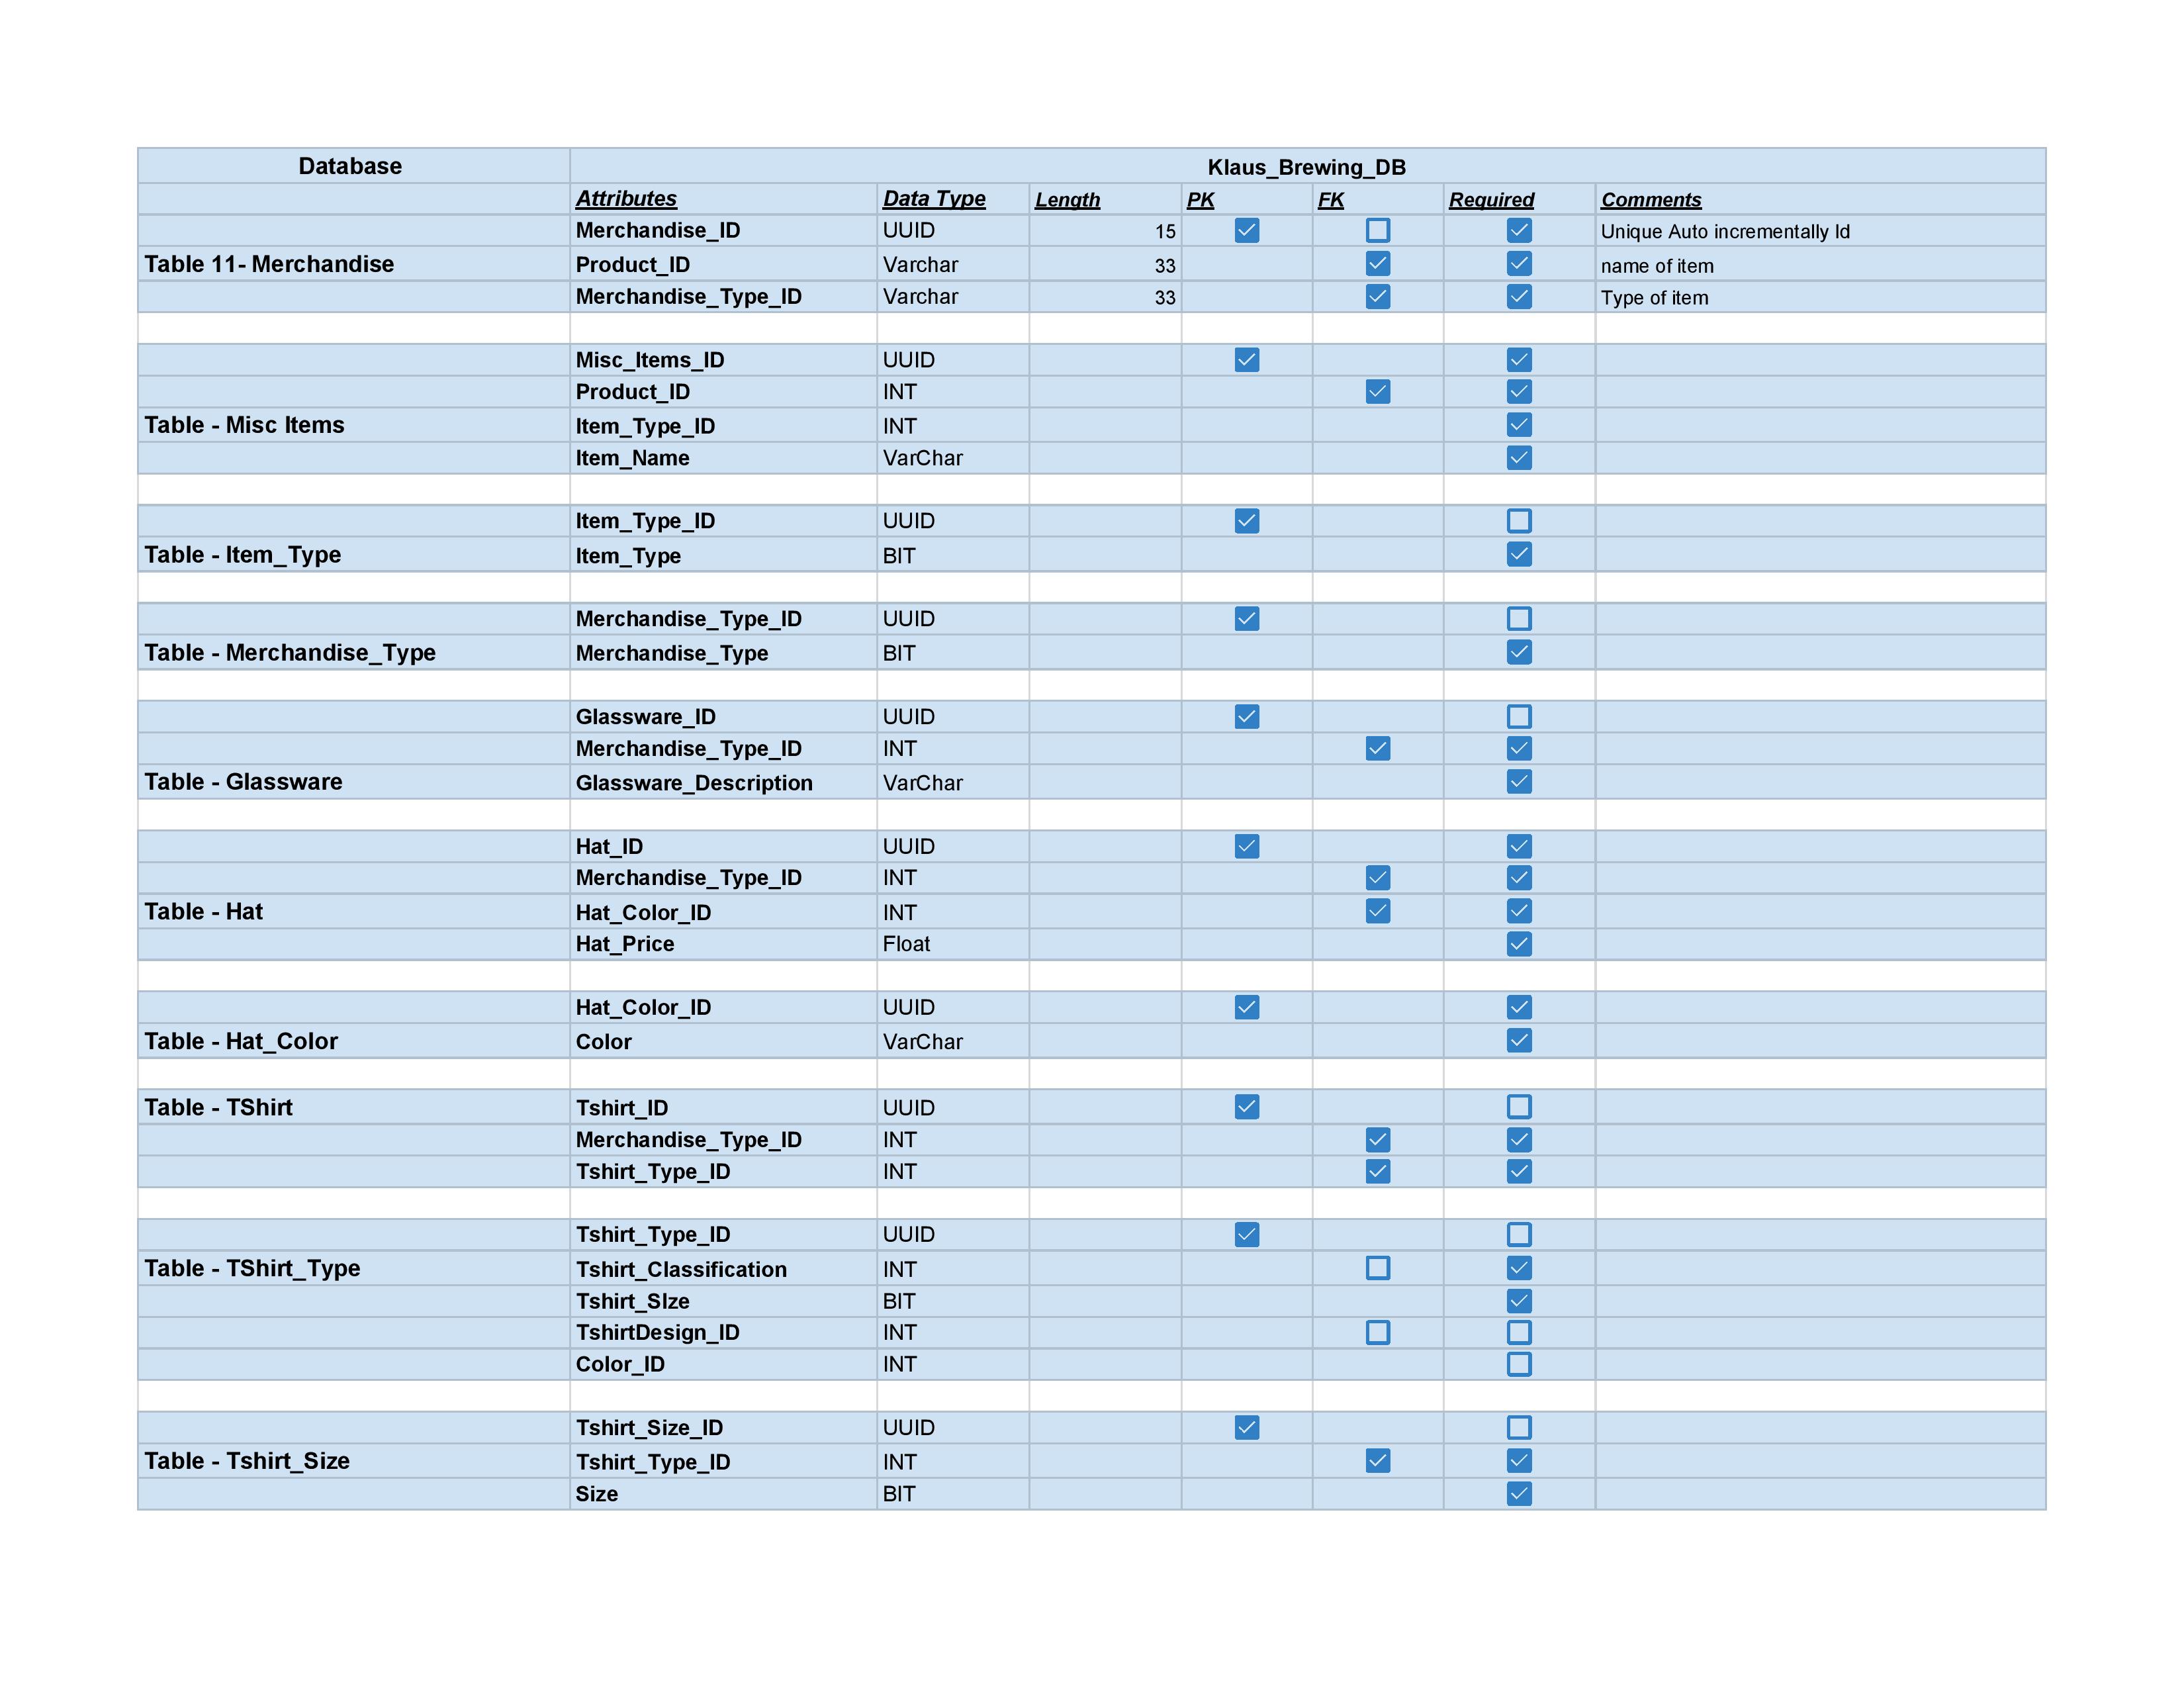 Database Klaus_Brewing_DB
Attributes Data Type Length PK FK Required Comments
Merchandise_ID UUID 15 Unique Auto incrementally Id
Table 11- Merchandise Product_ID Varchar 33 name of item
Merchandise_Type_ID Varchar 33 Type of item
Misc_Items_ID UUID
Product_ID INT
Table - Misc Items Item_Type_ID INT
Item_Name VarChar
Item_Type_ID UUID
Table - Item_Type Item_Type BIT
Merchandise_Type_ID UUID
Table - Merchandise_Type Merchandise_Type BIT
Glassware_ID UUID
Merchandise_Type_ID INT
Table - Glassware Glassware_Description VarChar
Hat_ID UUID
Merchandise_Type_ID INT
Table - Hat Hat_Color_ID INT
Hat_Price Float
Hat_Color_ID UUID
Table - Hat_Color Color VarChar
Table - TShirt Tshirt_ID UUID
Merchandise_Type_ID INT
Tshirt_Type_ID INT
Tshirt_Type_ID UUID
Table - TShirt_Type Tshirt_Classification INT
Tshirt_SIze BIT
TshirtDesign_ID INT
Color_ID INT
Tshirt_Size_ID UUID
Table - Tshirt_Size Tshirt_Type_ID INT
Size BIT